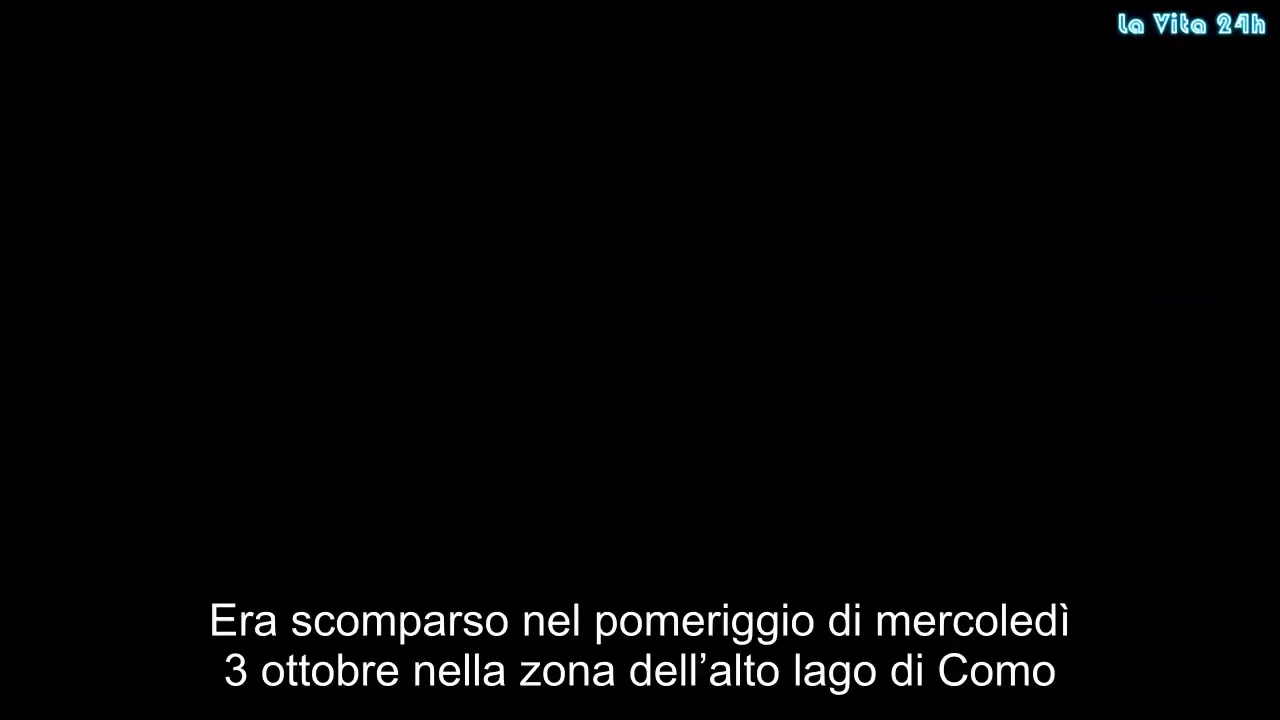 La Vita 24h
Era scomparso nel pomeriggio di mercoledì
3 ottobre nella zona dell’alto lago di Como